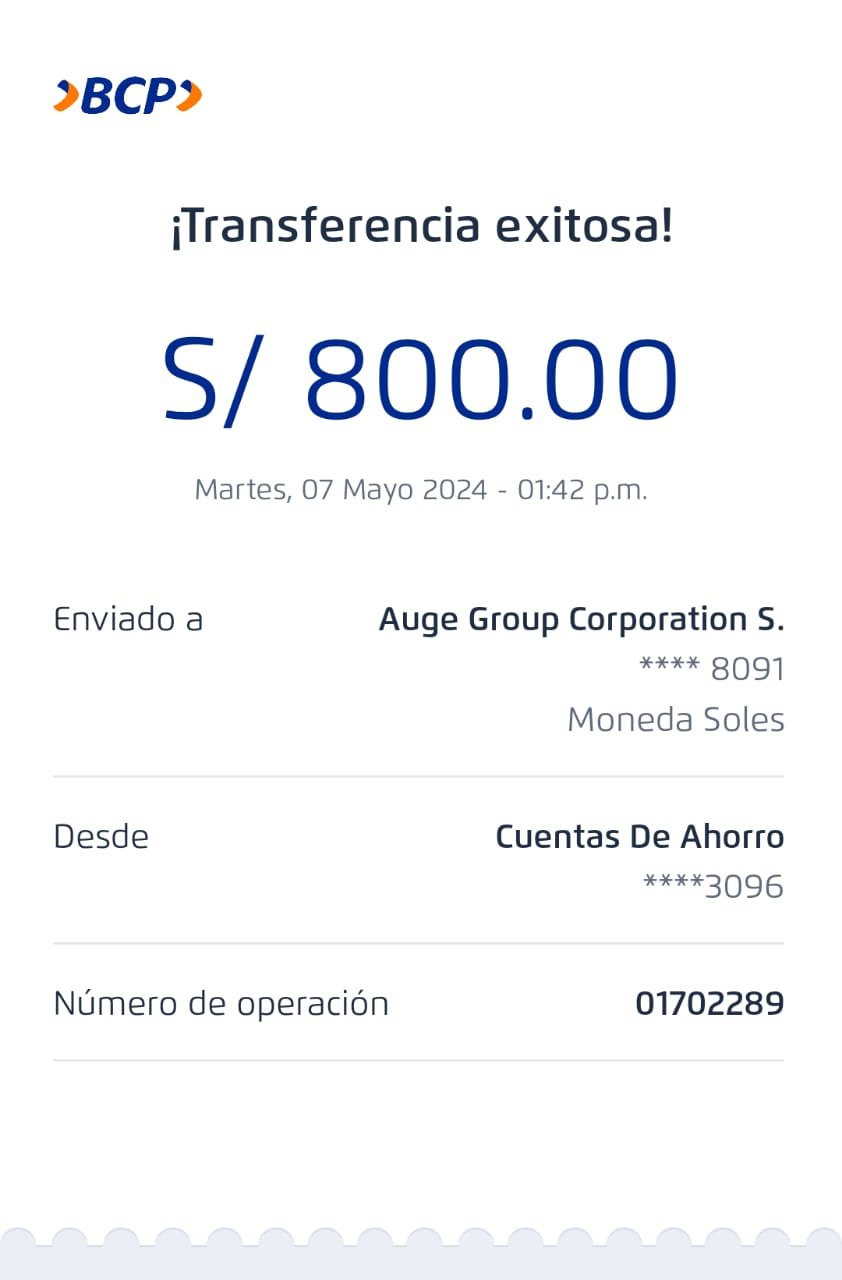 BCP
¡Transferencia exitosa!
S/ 800.00
Martes, 07 Mayo 2024 - 01:42 p.m.
Enviado a
Auge Group Corporation S.
**** 8091
Moneda Soles
Desde
Cuentas De Ahorro
****3096
Número de operación
01702289